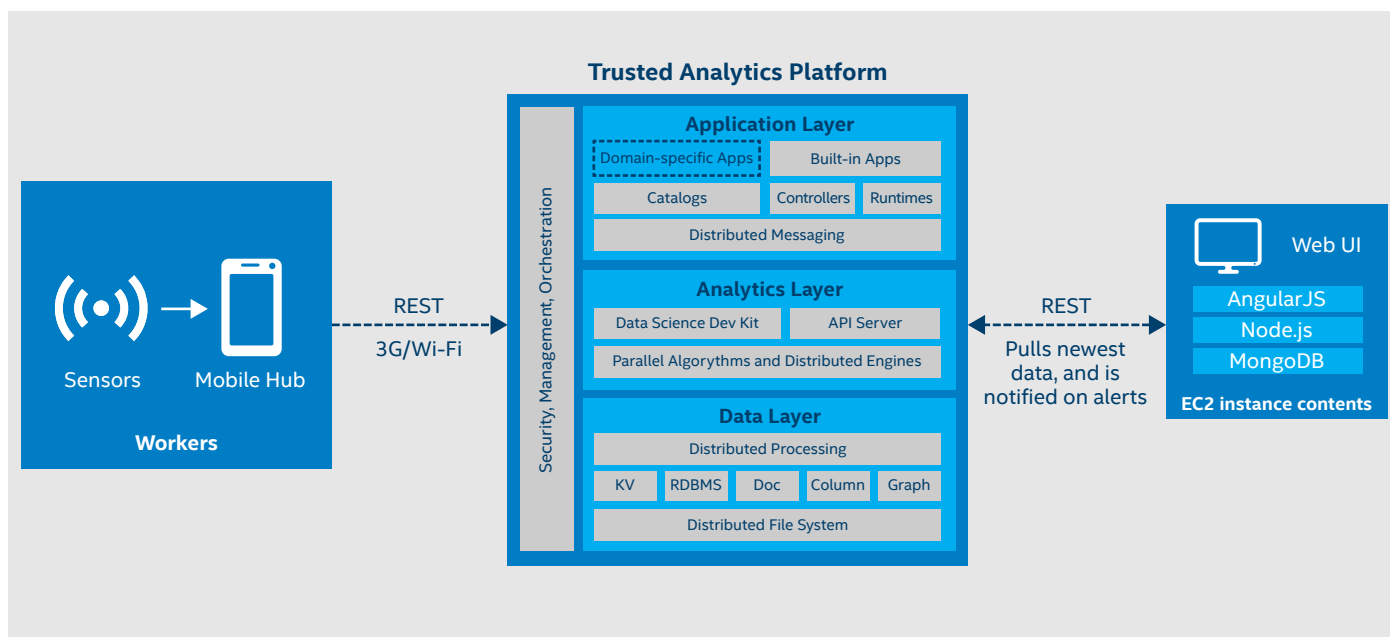 Trusted Analytics Platform
Sensors
Mobile Hub
Workers
REST
3G/Wi-Fi
Security, Management, Orchestration
Application Layer
Domain-specific Apps
Built-in Apps
Catalogs
Controllers
Runtimes
Distributed Messaging
Analytics Layer
Data Science Dev Kit
API Server
Parallel Algorythms and Distributed Engines
Data Layer
Distributed Processing
KV
RDBMS
Doc
Column
Graph
Distributed File System
REST
Pulls newest
data, and is
notified on alerts
Web UI
AngularJS
Node.js
MongoDB
EC2 instance contents